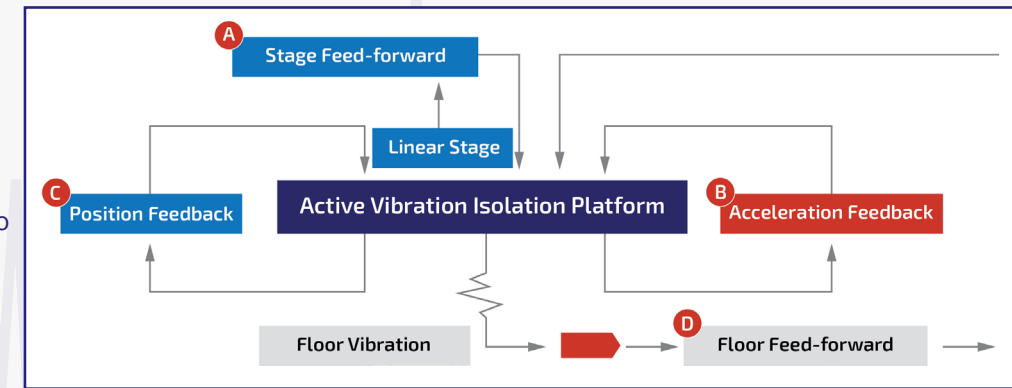 A
Stage Feed-forward
Linear Stage
C
Position Feedback
Active Vibration Isolation Platform
B
Acceleration Feedback
Floor Vibration
D
Floor Feed-forward